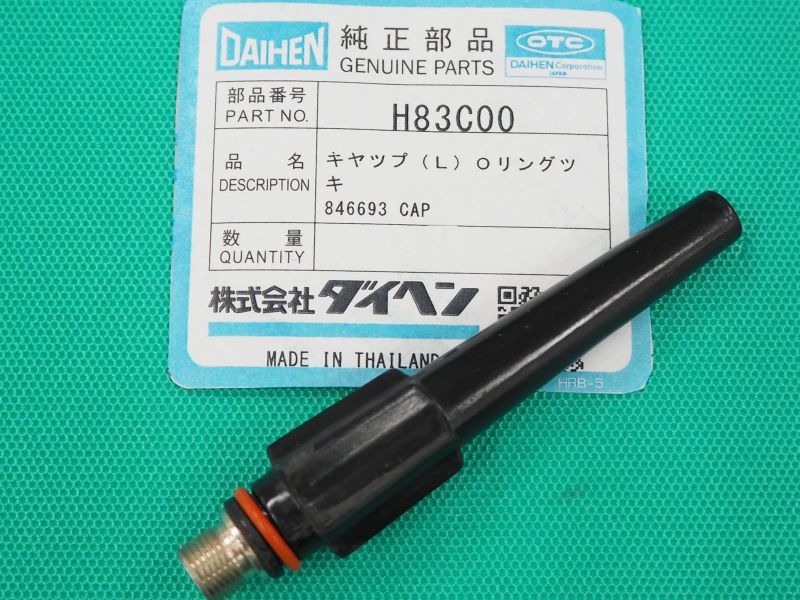 DAIHEN 純正部品 OTC
GENUINE PARTS DAIHEN Corporation
JAPAN
部品番号 H83C00
PART NO.
品 名 キヤツプ(L)Oリングツ
DESCRIPTION キ
846693 CAP
数 量
QUANTITY
株式会社ダイヘン
MADE IN THAILAND
HRB-S